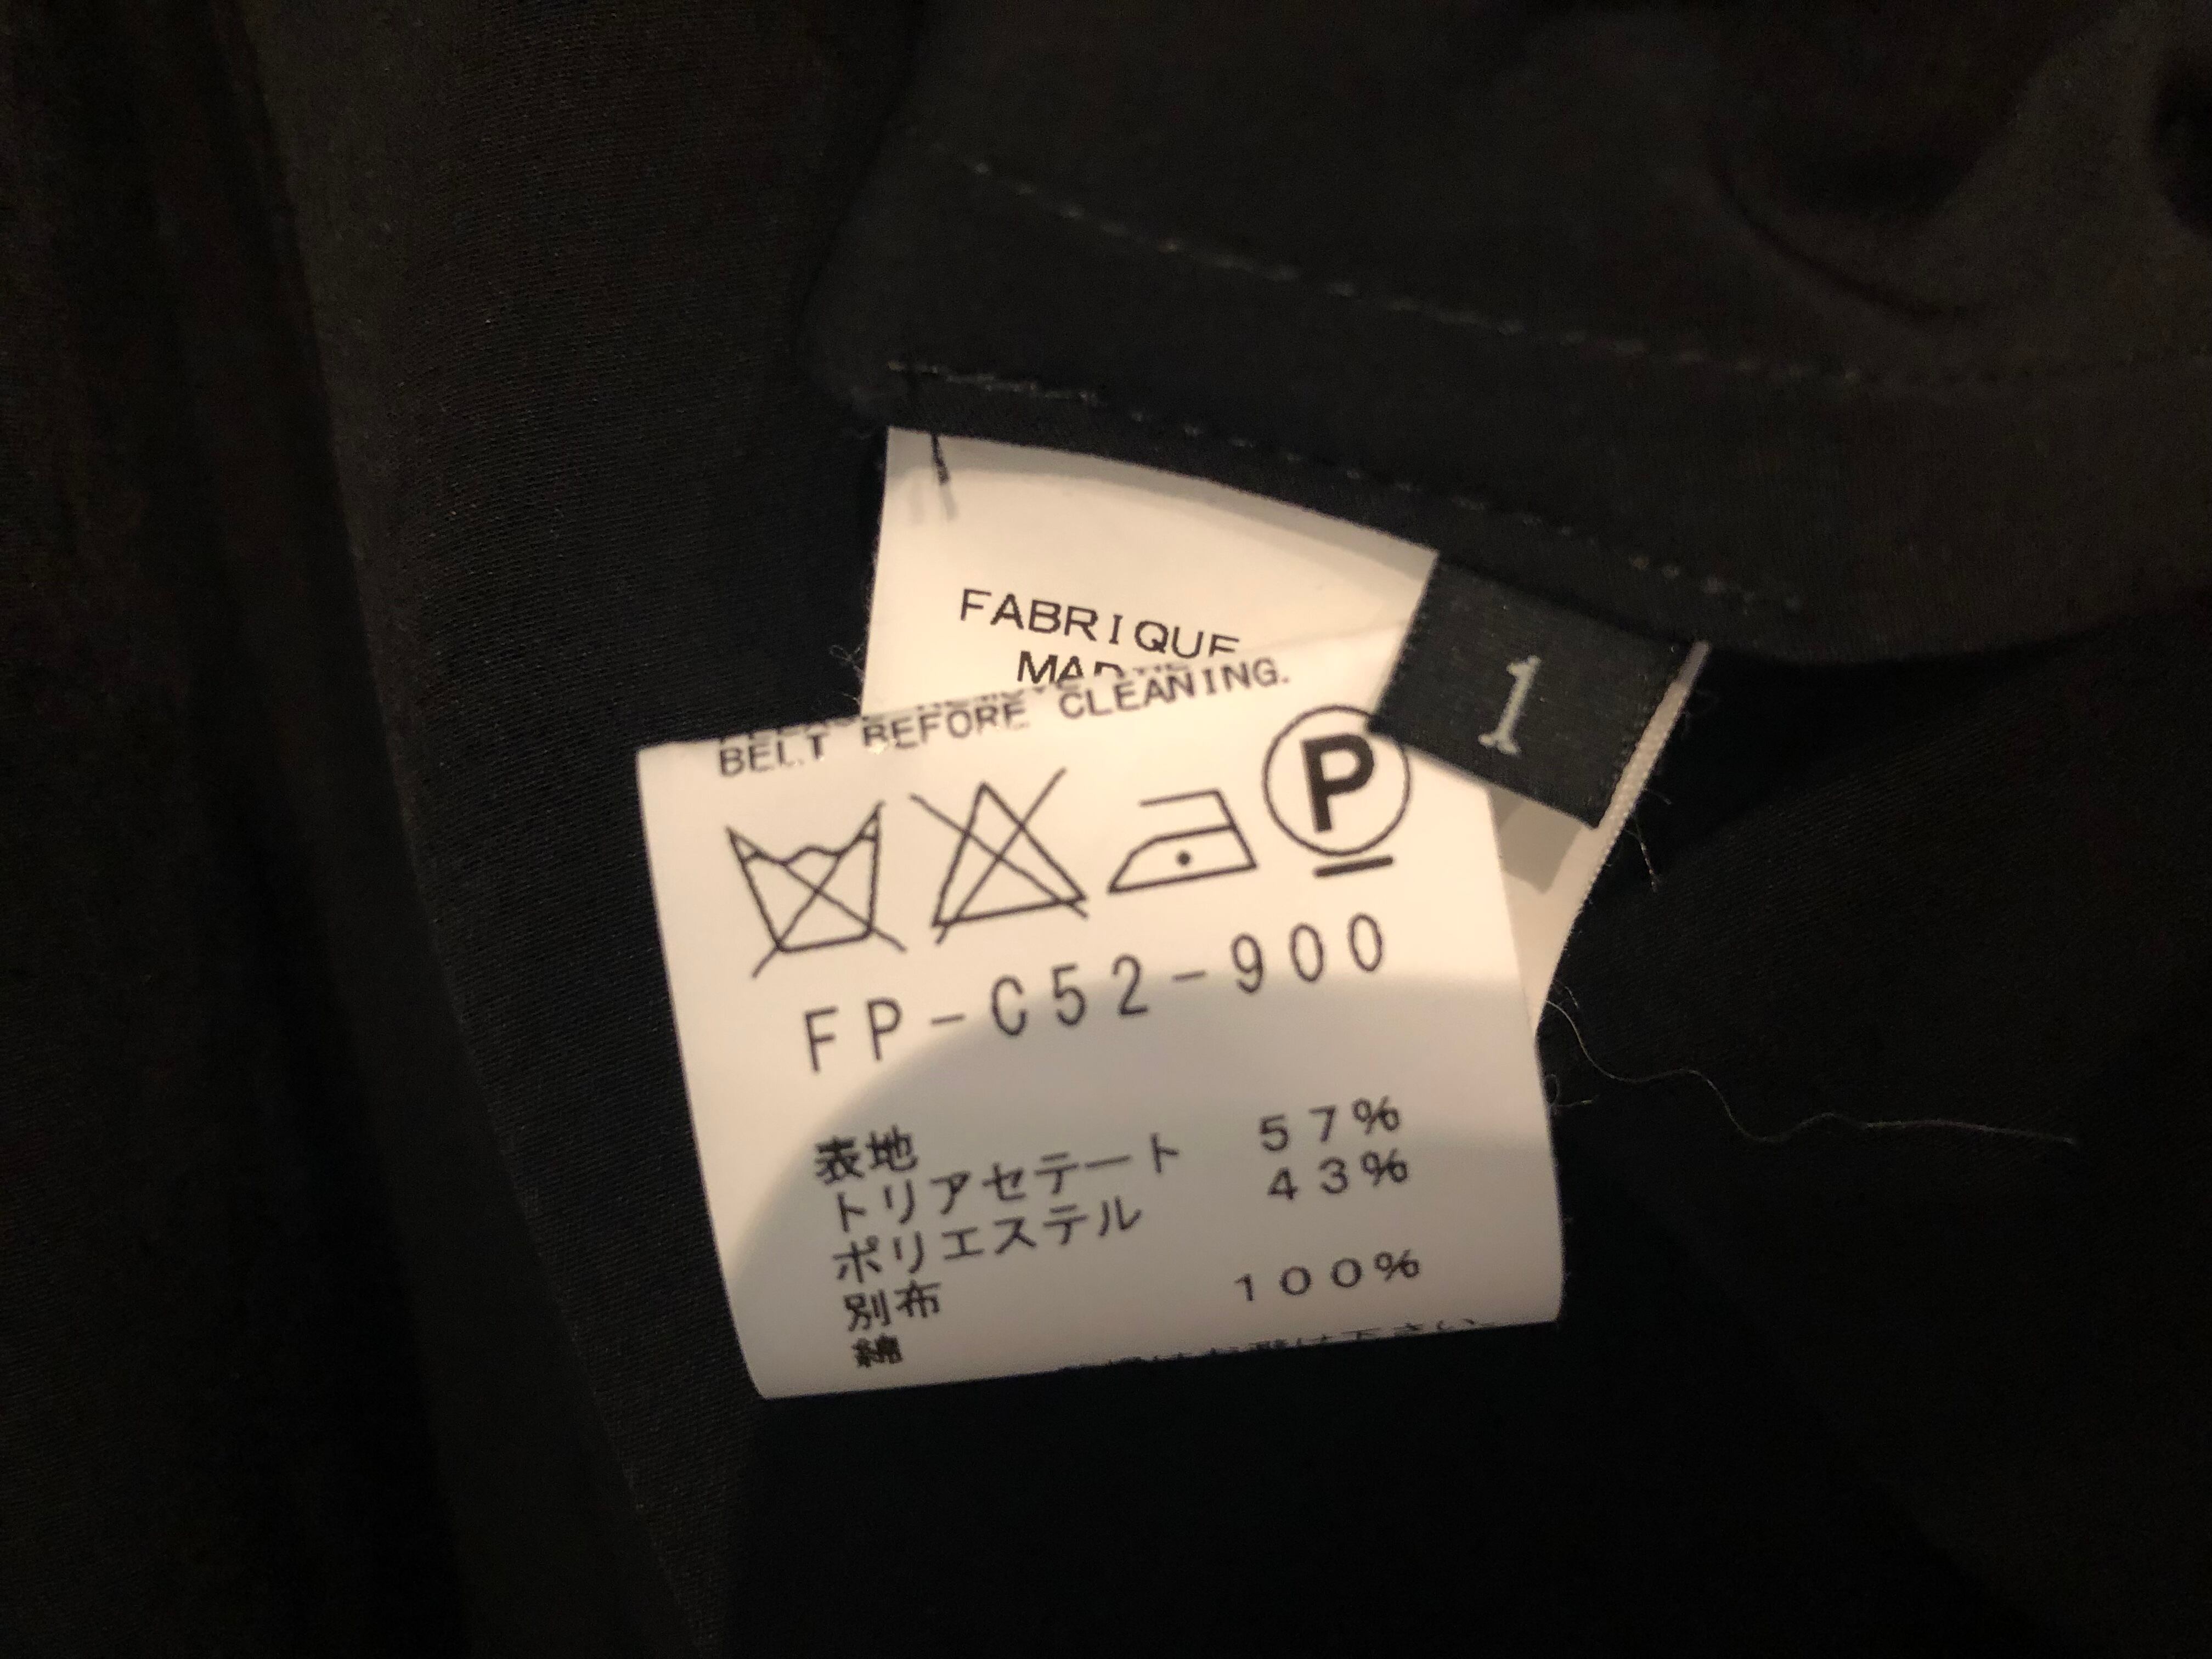 FABRIQUE
BELT BEFORE CLEANING.
1
P
FP-C52-900
表地
トリアセテート 57%
ポリエステル 43%
別布
綿 100%